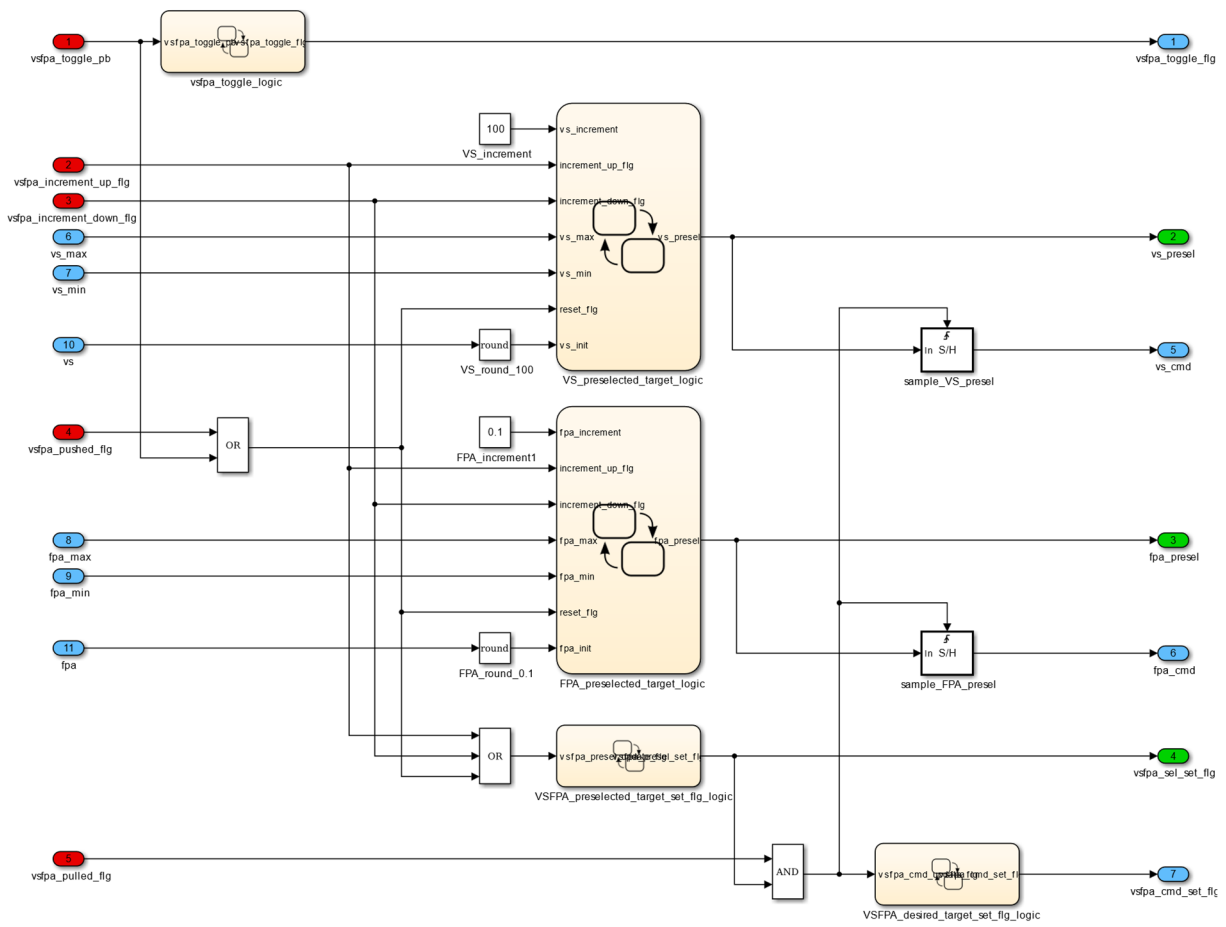 1
vsfpa_toggle_pb
vsfpa_toggle_logic
1
vsfpa_toggle_flg
100
VS_increment
vs_increment
2
vsfpa_increment_up_flg
increment_up_flg
3
vsfpa_increment_down_flg
increment_down_flg
6
vs_max
vs_max
vs_presel
2
vs_presel
7
vs_min
vs_min
reset_flg
10
vs
round
VS_round_100
vs_init
VS_preselected_target_logic
In S/H
sample_VS_presel
5
vs_cmd
4
vsfpa_pushed_flg
OR
0.1
FPA_increment1
fpa_increment
increment_up_flg
increment_down_flg
8
fpa_max
fpa_max
fpa_presel
3
fpa_presel
9
fpa_min
fpa_min
reset_flg
11
fpa
round
FPA_round_0.1
fpa_init
FPA_preselected_target_logic
In S/H
sample_FPA_presel
6
fpa_cmd
OR
VSFPA_preselected_target_set_flg_logic
4
vsfpa_sel_set_flg
5
vsfpa_pulled_flg
AND
VSFPA_desired_target_set_flg_logic
7
vsfpa_cmd_set_flg